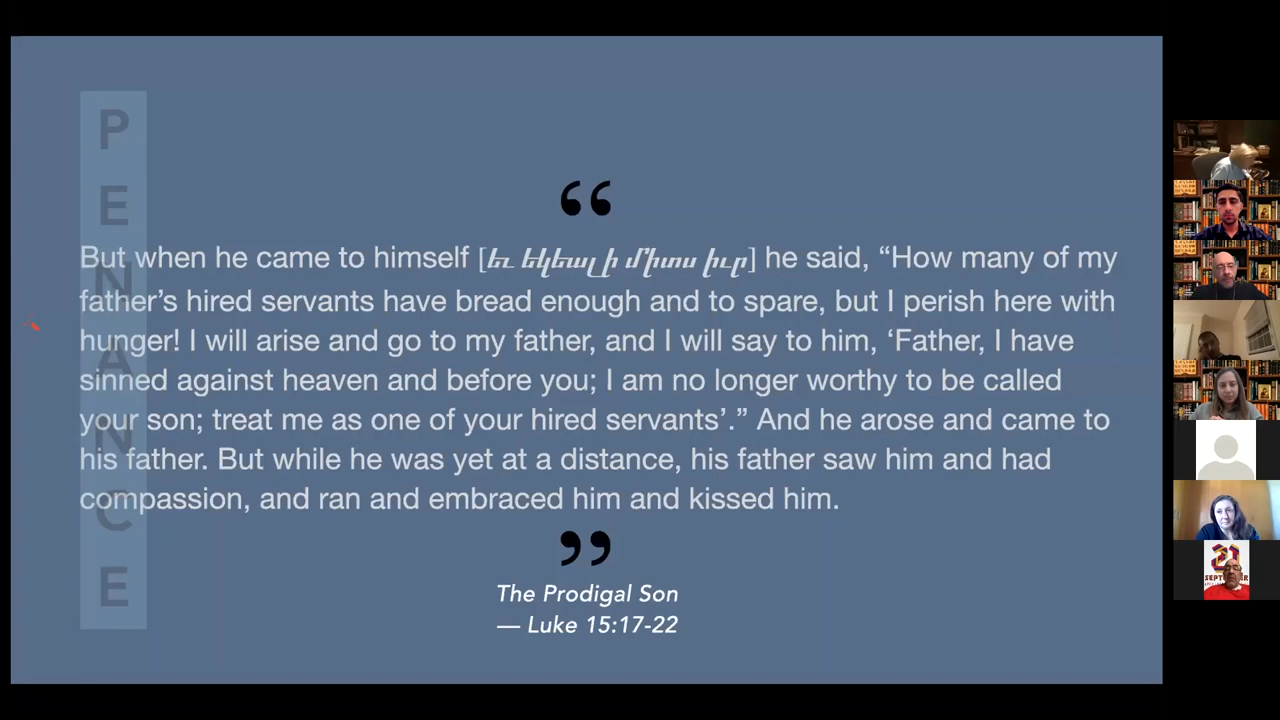 PENANCE
“
But when he came to himself [եւ եկեալ ի միտս իւր] he said, “How many of my
father’s hired servants have bread enough and to spare, but I perish here with
hunger! I will arise and go to my father, and I will say to him, ‘Father, I have
sinned against heaven and before you; I am no longer worthy to be called
your son; treat me as one of your hired servants’.” And he arose and came to
his father. But while he was yet at a distance, his father saw him and had
compassion, and ran and embraced him and kissed him.
”
The Prodigal Son
— Luke 15:17-22
21
SEPTEMBER